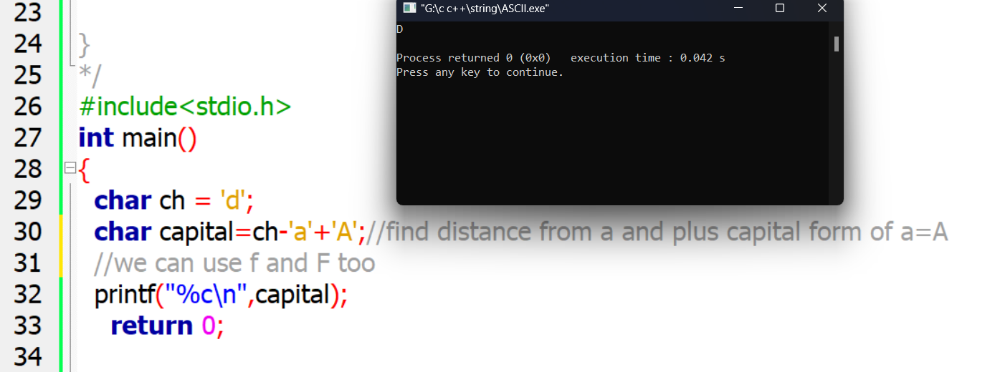 23
24 }
25 */
26 #include<stdio.h>
27 int main()
28 {
29 char ch = 'd';
30 char capital=ch-'a'+'A';//find distance from a and plus capital form of a=A
31 //we can use f and F too
32 printf("%c\n",capital);
33 return 0;
34
"G:\c c++\string\ASCII.exe"
D
Process returned 0 (0x0)   execution time : 0.042 s
Press any key to continue.